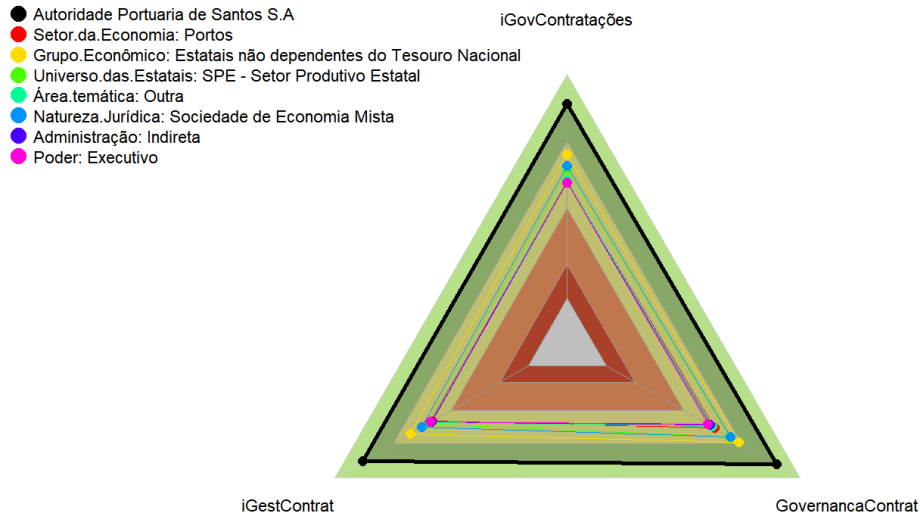 Autoridade Portuaria de Santos S.A
Setor.da.Economia: Portos
Grupo.Econômico: Estatais não dependentes do Tesouro Nacional
Universo.das.Estatais: SPE - Setor Produtivo Estatal
Área.temática: Outra
Natureza.Jurídica: Sociedade de Economia Mista
Administração: Indireta
Poder: Executivo
iGovContratações
iGestContrat
GovernancaContrat